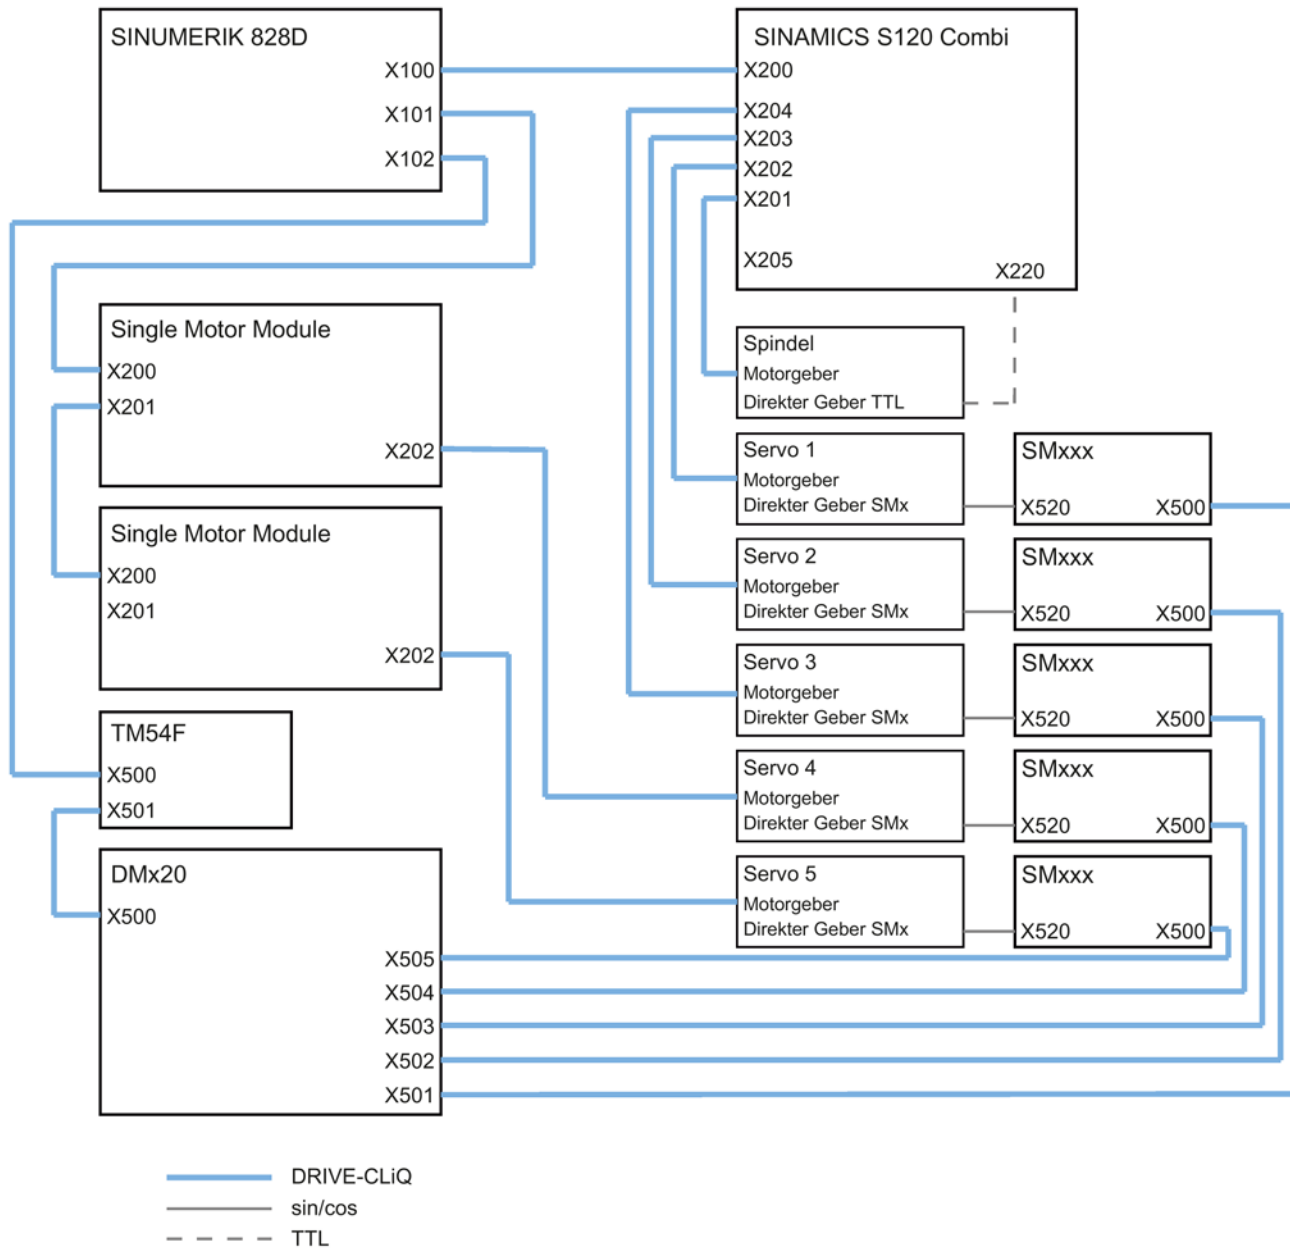 SINUMERIK 828D
X100
X101
X102
SINAMICS S120 Combi
X200
X204
X203
X202
X201
X205
X220
Single Motor Module
X200
X201
X202
Single Motor Module
X200
X201
X202
TM54F
X500
X501
DMx20
X500
X505
X504
X503
X502
X501
Spindel
Motorgeber
Direkter Geber TTL
Servo 1
Motorgeber
Direkter Geber SMx
SMxxx
X520 X500
Servo 2
Motorgeber
Direkter Geber SMx
SMxxx
X520 X500
Servo 3
Motorgeber
Direkter Geber SMx
SMxxx
X520 X500
Servo 4
Motorgeber
Direkter Geber SMx
SMxxx
X520 X500
Servo 5
Motorgeber
Direkter Geber SMx
SMxxx
X520 X500
DRIVE-CLiQ
sin/cos
TTL